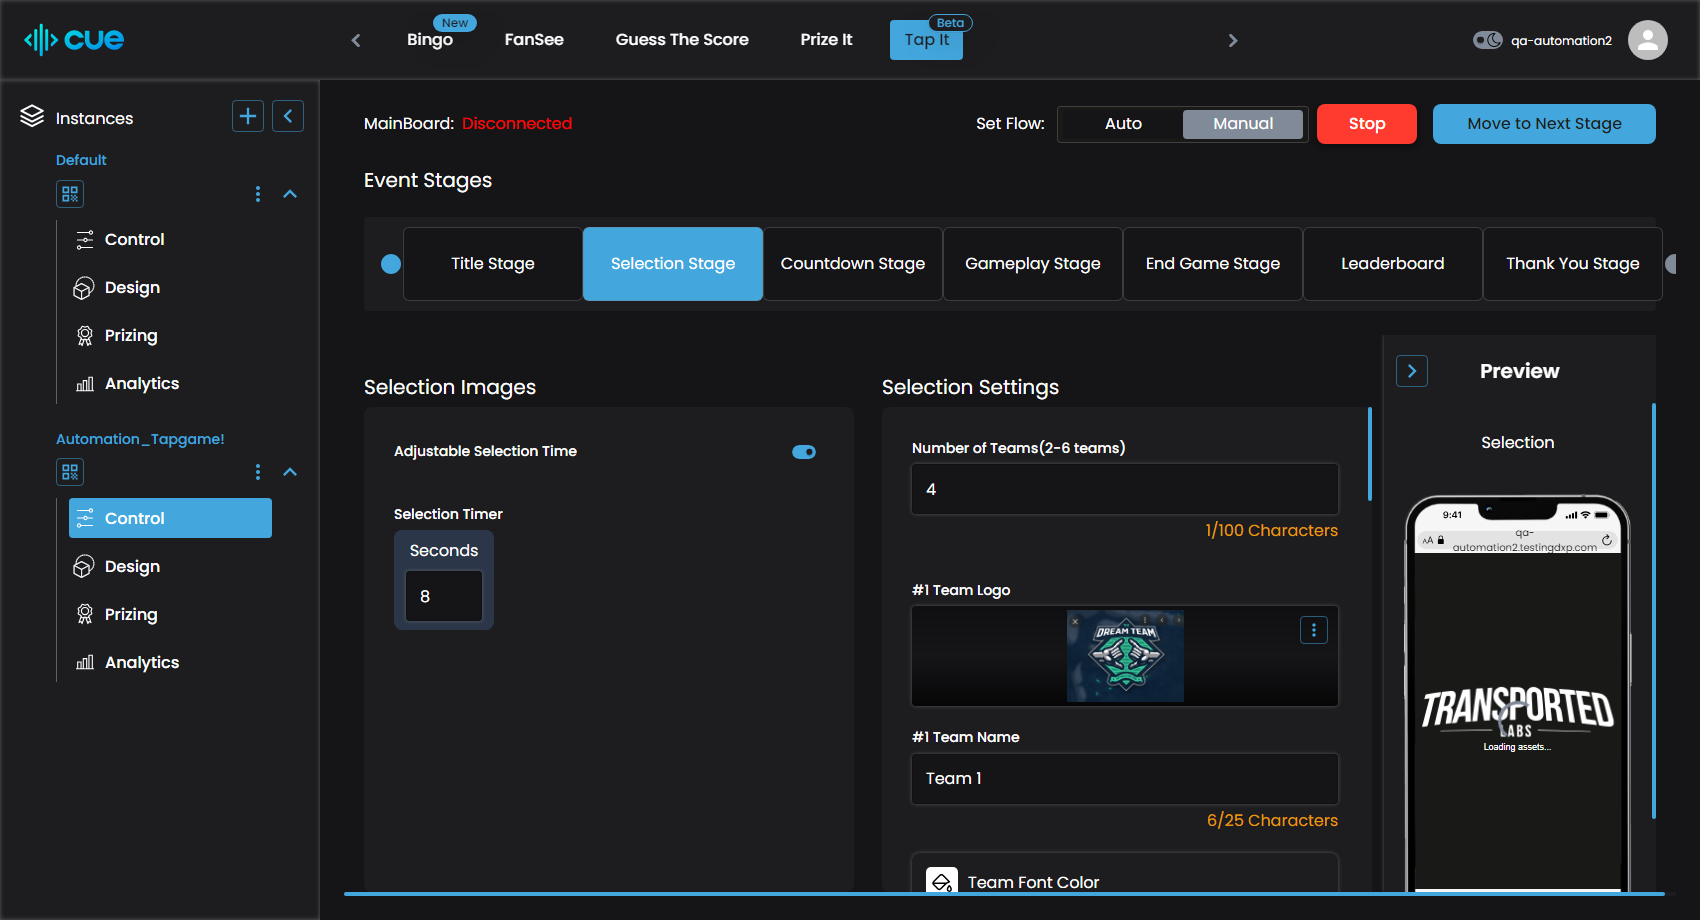 cue
New
Bingo
FanSee
Guess The Score
Prize It
Beta
Tap It
qa-automation2
Instances
Default
Control
Design
Prizing
Analytics
Automation_Tapgame!
Control
Design
Prizing
Analytics
MainBoard: Disconnected
Set Flow:
Auto
Manual
Stop
Move to Next Stage
Event Stages
Title Stage
Selection Stage
Countdown Stage
Gameplay Stage
End Game Stage
Leaderboard
Thank You Stage
Selection Images
Adjustable Selection Time
Selection Timer
Seconds
8
Selection Settings
Number of Teams(2-6 teams)
4
1/100 Characters
#1 Team Logo
DREAM TEAM
#1 Team Name
Team 1
6/25 Characters
Team Font Color
Preview
Selection
9:41
AA
qa-
automation2.testingdxp.com
TRANSPORTED
LABS
Loading assets...